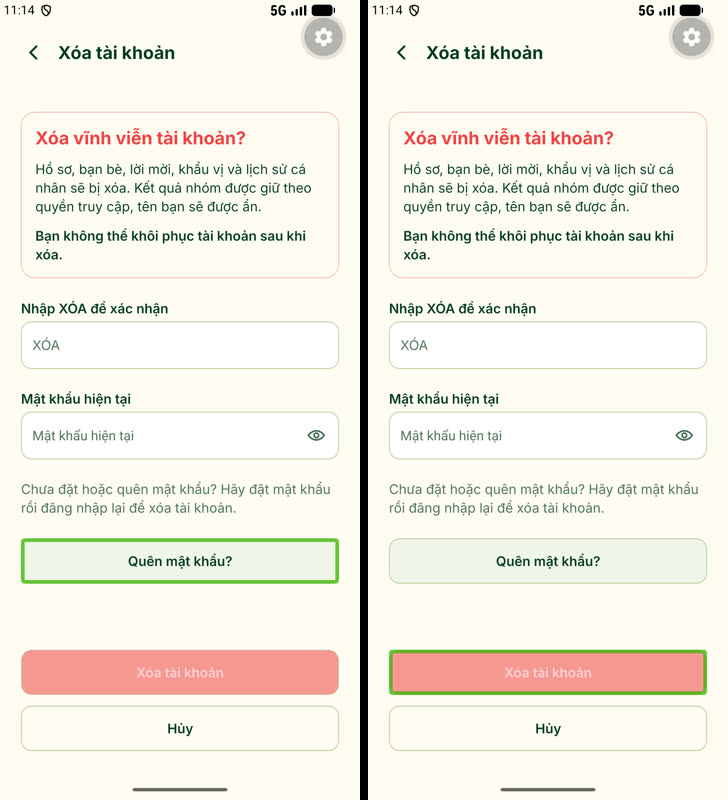 11:14
5G
Xóa tài khoản
Xóa vĩnh viễn tài khoản?
Hồ sơ, bạn bè, lời mời, khẩu vị và lịch sử cá
nhân sẽ bị xóa. Kết quả nhóm được giữ theo
quyền truy cập, tên bạn sẽ được ẩn.
Bạn không thể khôi phục tài khoản sau khi
xóa.
Nhập XÓA để xác nhận
XÓA
Mật khẩu hiện tại
Mật khẩu hiện tại
Chưa đặt hoặc quên mật khẩu? Hãy đặt mật khẩu
rồi đăng nhập lại để xóa tài khoản.
Quên mật khẩu?
Xóa tài khoản
Hủy
11:14
5G
Xóa tài khoản
Xóa vĩnh viễn tài khoản?
Hồ sơ, bạn bè, lời mời, khẩu vị và lịch sử cá
nhân sẽ bị xóa. Kết quả nhóm được giữ theo
quyền truy cập, tên bạn sẽ được ẩn.
Bạn không thể khôi phục tài khoản sau khi
xóa.
Nhập XÓA để xác nhận
XÓA
Mật khẩu hiện tại
Mật khẩu hiện tại
Chưa đặt hoặc quên mật khẩu? Hãy đặt mật khẩu
rồi đăng nhập lại để xóa tài khoản.
Quên mật khẩu?
Xóa tài khoản
Hủy